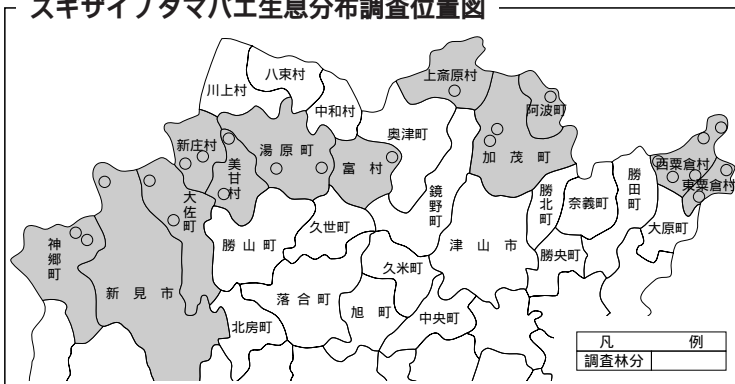 スギザイノタマバエ生息分布調査位置図
八束村
川上村
中和村
上斎原村
阿波町
奥津町
新庄村
美甘村
湯原町
富村
加茂町
西粟倉村
東粟倉村
勝田町
奈義町
勝北町
鏡野町
大佐町
大原町
神郷町
勝山町
久世町
津山市
勝央町
久米町
新見市
落合町
旭町
中央町
北房町
凡例
調査林分